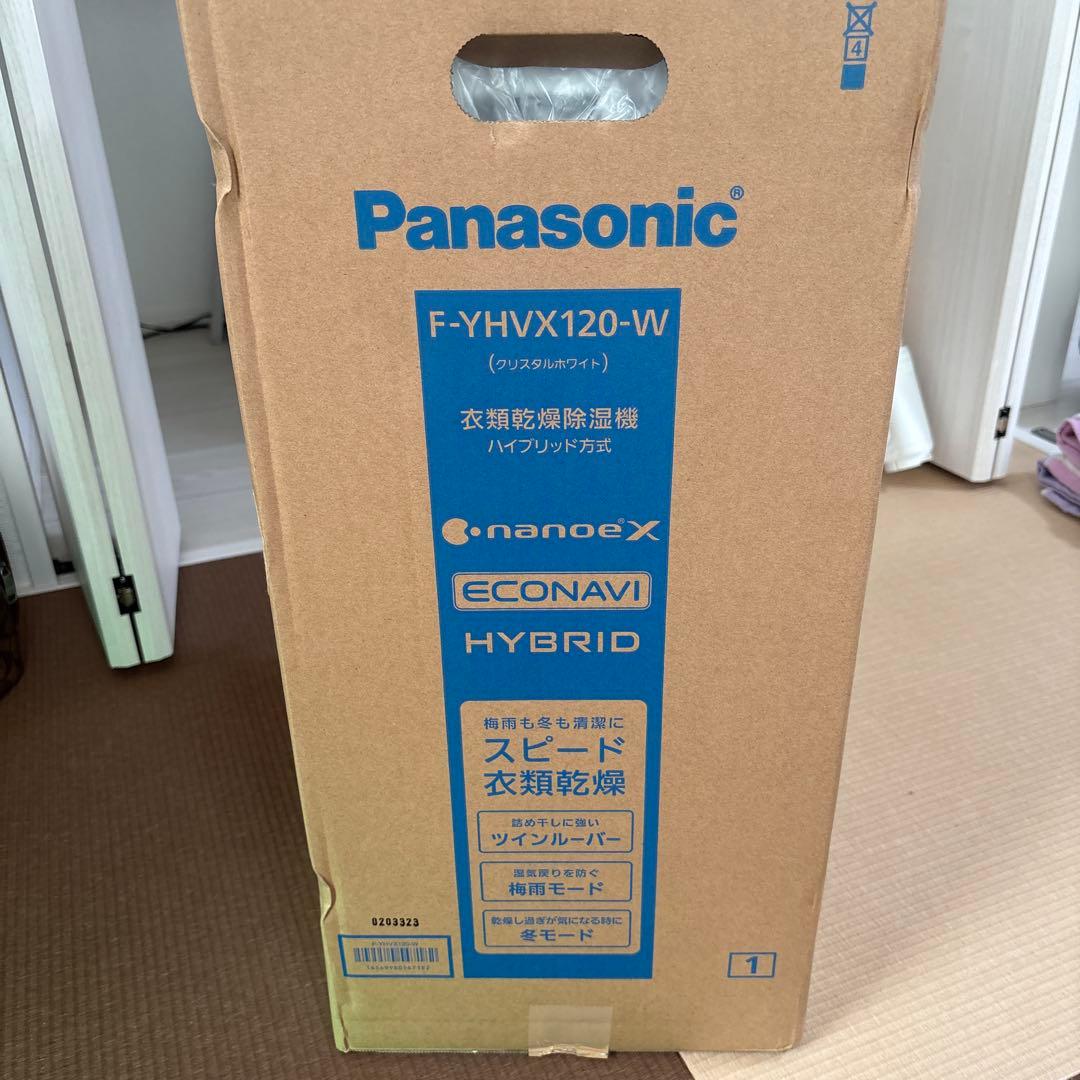 4
Panasonic®
F-YHVX120-W
(クリスタルホワイト)
衣類乾燥除湿機
ハイブリッド方式
nanoe®X
ECONAVI
HYBRID
梅雨も冬も清潔に
スピード
衣類乾燥
詰め干しに強い
ツインルーバー
湿気戻りを防ぐ
梅雨モード
乾燥し過ぎが気になる時に
冬モード
0203323
F-YHVX120-W
1